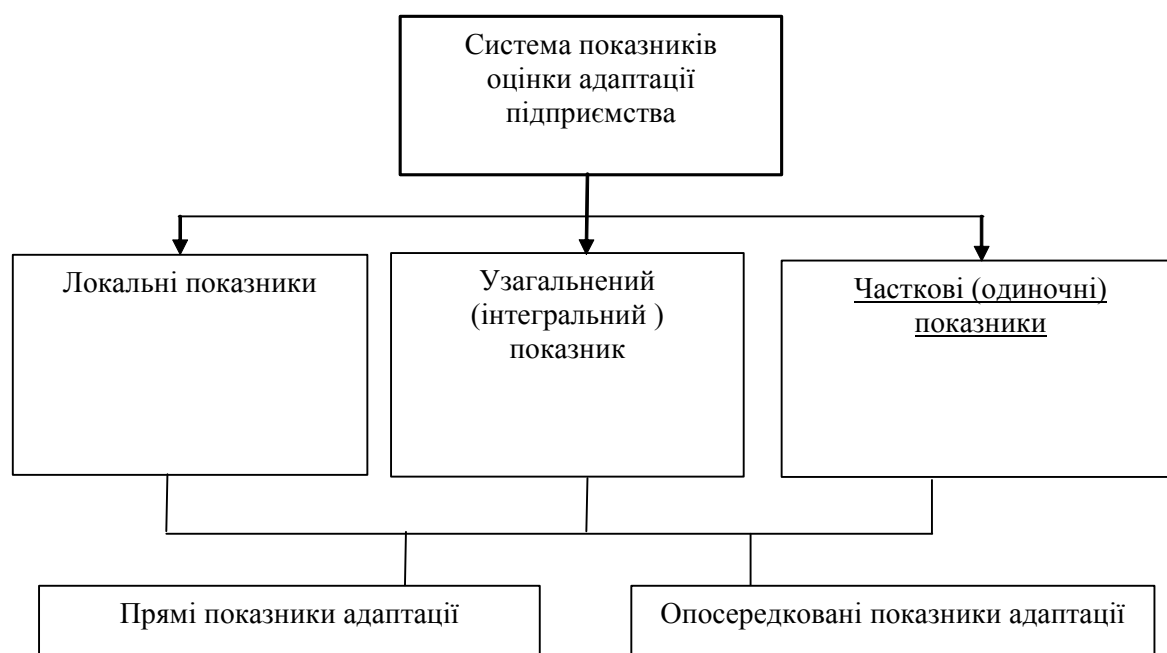 Система показників
оцінки адаптації
підприємства
Локальні показники
Узагальнений
(інтегральний )
показник
Часткові (одиночні)
показники
Прямі показники адаптації
Опосередковані показники адаптації